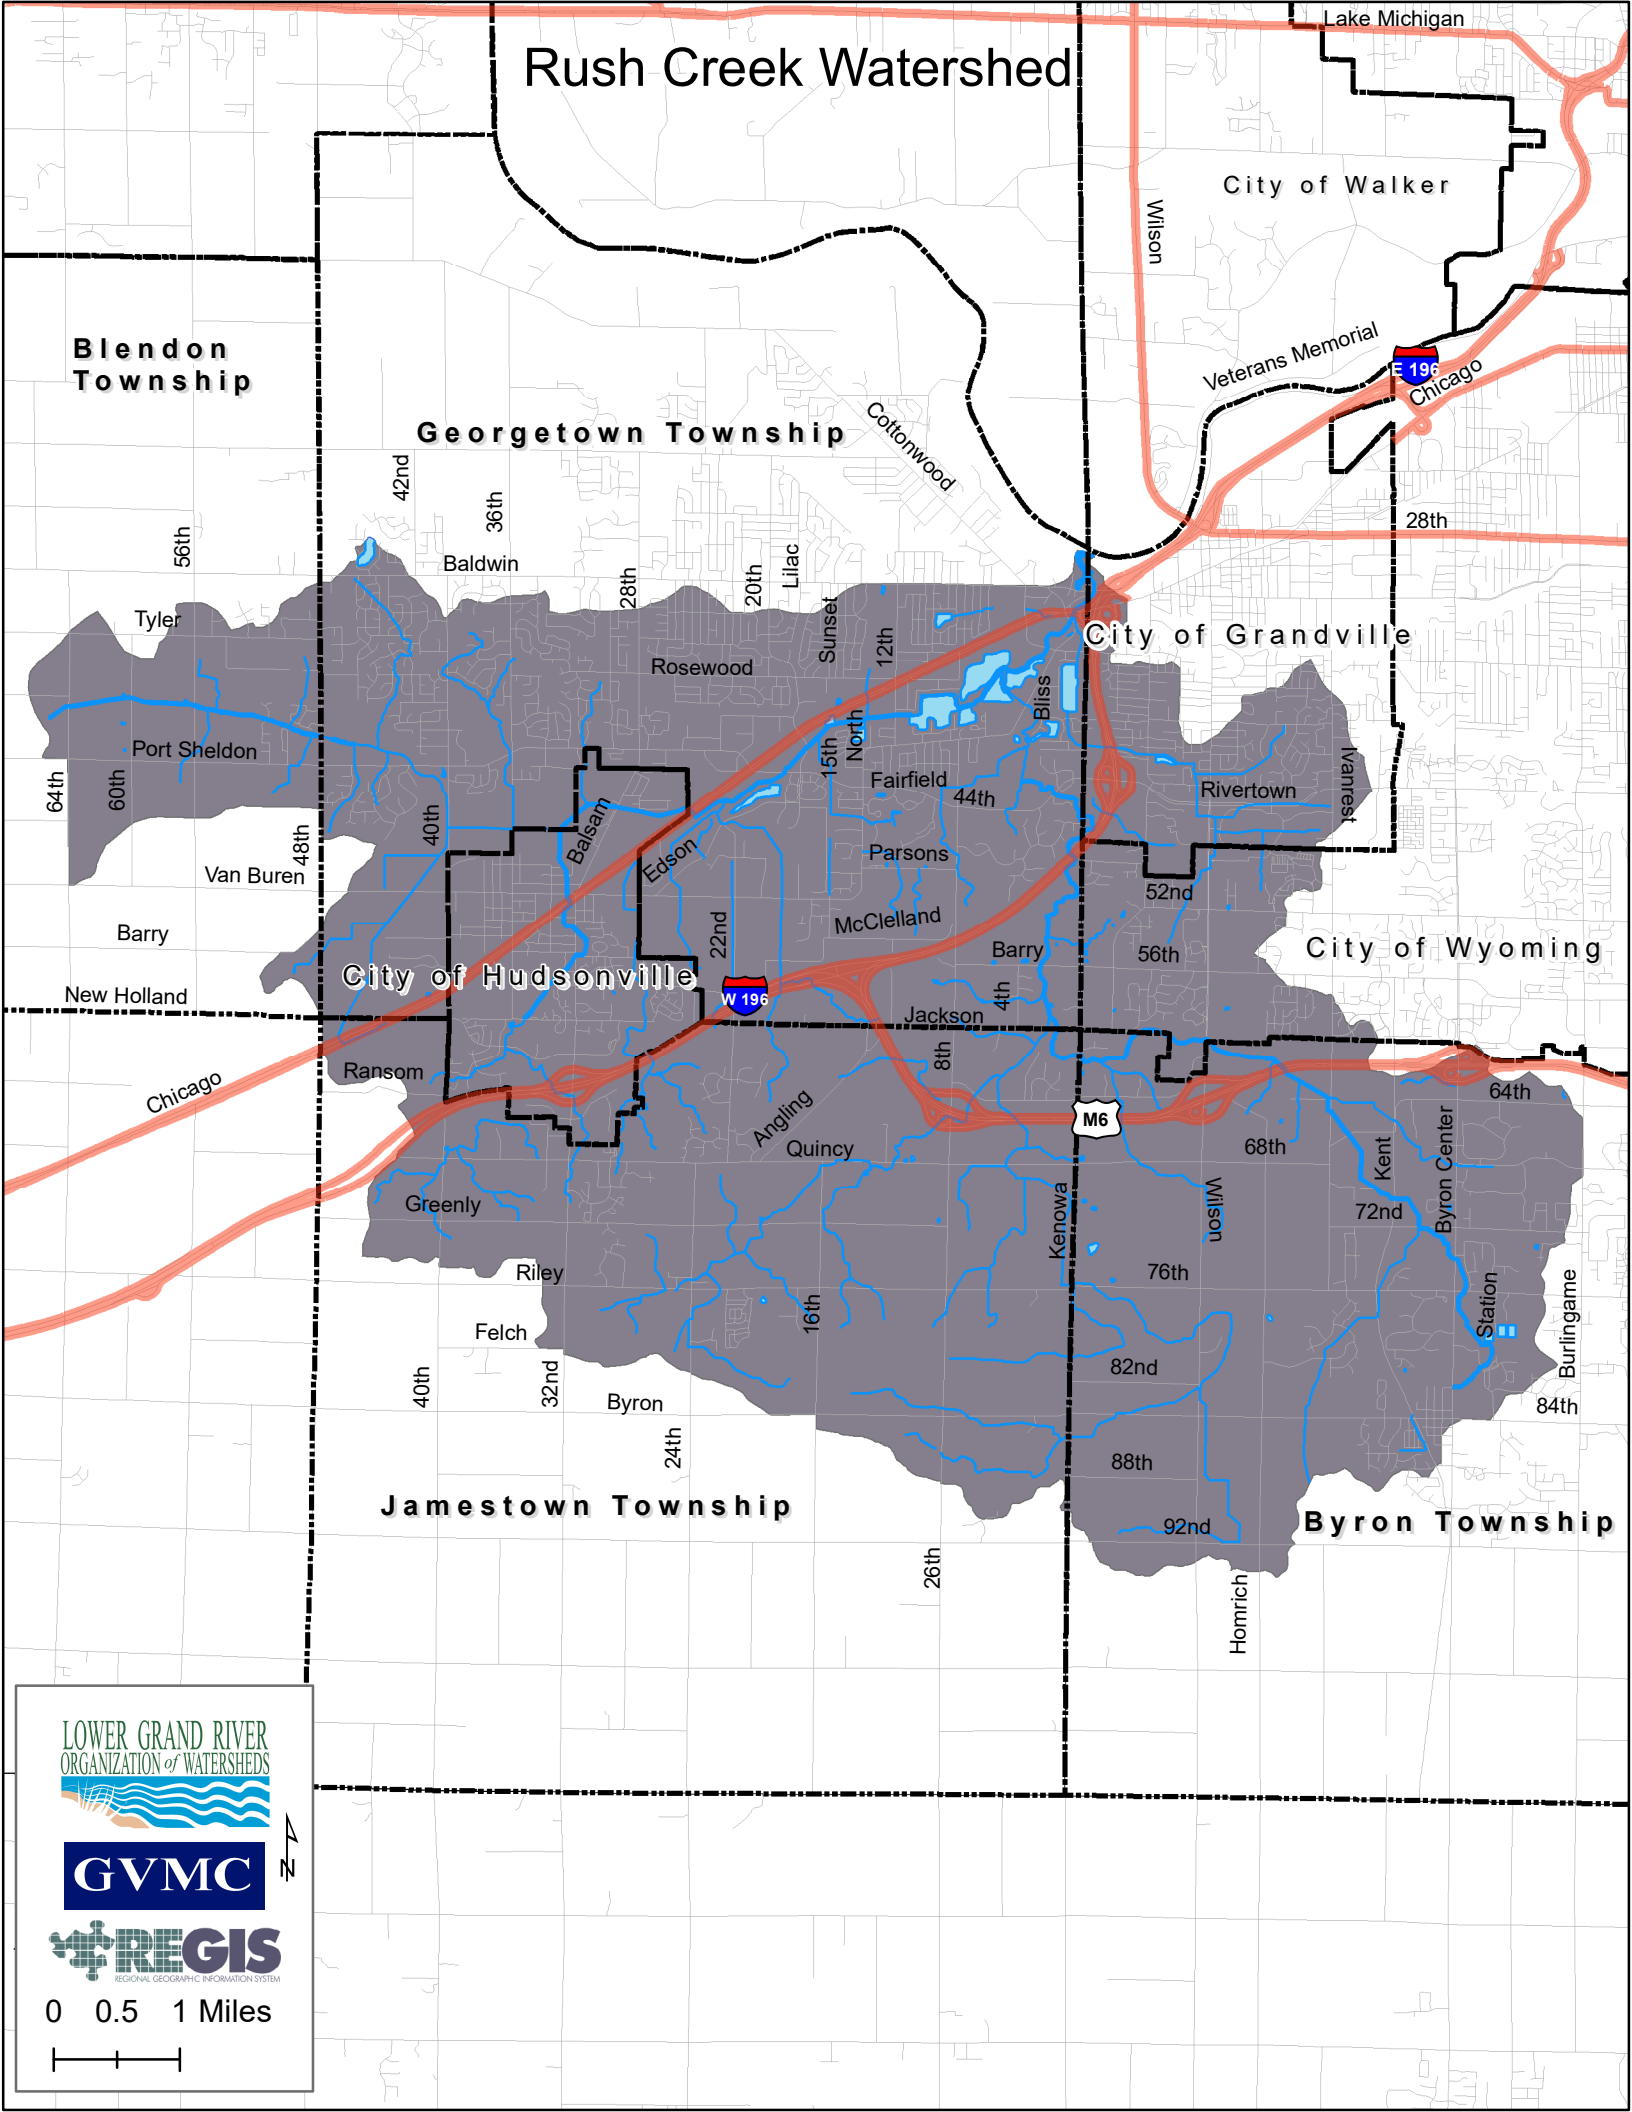 Lake Michigan
Rush Creek Watershed
City of Walker
Wilson
Blendon
Township
Veterans Memorial
E 196
Chicago
Georgetown Township
Cottonwood
42nd
36th
28th
56th
Baldwin
28th
20th
Lilac
Sunset
12th
Tyler
City of Grandville
Rosewood
Bliss
North
15th
Port Sheldon
64th
60th
Fairfield
44th
Rivertown
Ivanrest
40th
Balsam
48th
Edson
Parsons
Van Buren
52nd
Barry
22nd
McClelland
Barry
56th
City of Wyoming
City of Hudsonville
New Holland
W 196
4th
Jackson
8th
Ransom
Chicago
64th
Angling
M6
Quincy
68th
Kent
Byron Center
Greenly
Kenowa
Wilson
72nd
Riley
76th
16th
Station
Burlingame
Felch
82nd
40th
32nd
Byron
84th
24th
88th
Jamestown Township
92nd
Byron Township
26th
Homrich
LOWER GRAND RIVER
ORGANIZATION of WATERSHEDS
GVMC
N
REGIS
REGIONAL GEOGRAPHIC INFORMATION SYSTEM
0 0.5 1 Miles